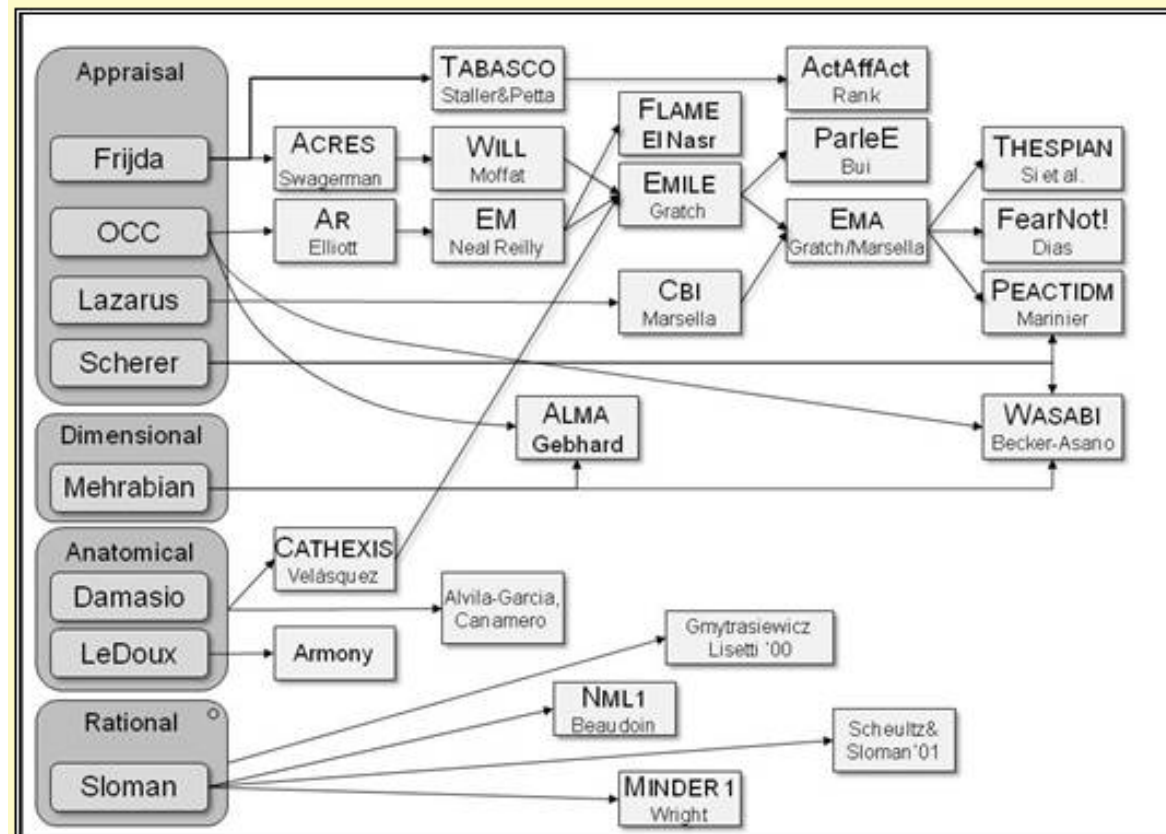 Appraisal
Frijda
OCC
Lazarus
Scherer
Dimensional
Mehrabian
Anatomical
Damasio
LeDoux
Rational
Sloman
TABASCO
Staller&Petta
ActAffAct
Rank
ACRES
Swagerman
WILL
Moffat
FLAME
El Nasr
ParleE
Bui
THESPIAN
Si et al.
AR
Elliott
EM
Neal Reilly
EMILE
Gratch
EMA
Gratch/Marsella
FearNot!
Dias
CBI
Marsella
PEACTIDM
Marinier
ALMA
Gebhard
WASABI
Becker-Asano
CATHEXIS
Velásquez
Alvila-Garcia,
Canamero
Armony
Gmytrasiewicz
Lisetti '00
NML1
Beaudoin
Scheultz&
Sloman'01
MINDER 1
Wright